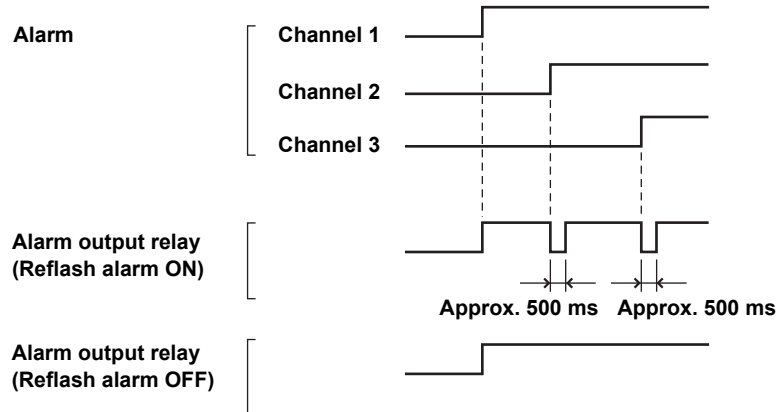 Alarm
Channel 1
Channel 2
Channel 3
Alarm output relay
(Reflash alarm ON)
Approx. 500 ms Approx. 500 ms
Alarm output relay
(Reflash alarm OFF)